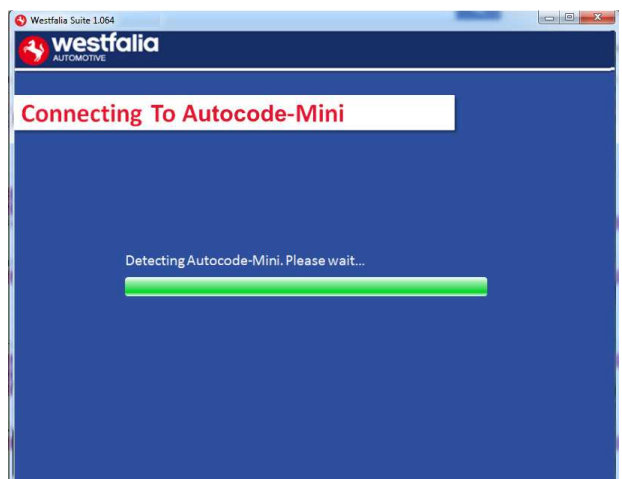 Westfalia Suite 1.064
westfalia
AUTOMOTIVE
Connecting To Autocode-Mini
Detecting Autocode-Mini. Please wait...